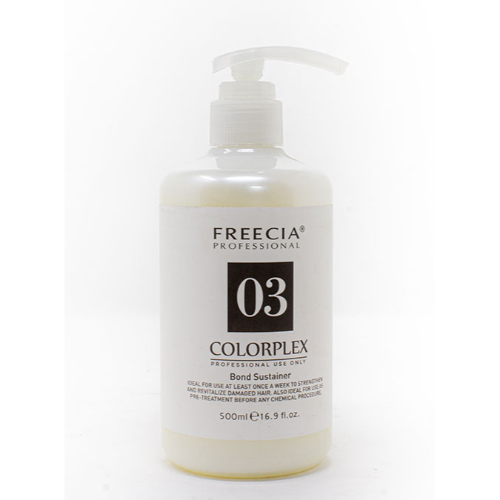 FREECIA®
PROFESSIONAL
03
COLORPLEX
PROFESSIONAL USE ONLY
Bond Sustainer
IDEAL FOR USE AT LEAST ONCE A WEEK TO STRENGTHEN
AND REVITALIZE DAMAGED HAIR. ALSO IDEAL FOR USE AS
PRE-TREATMENT BEFORE ANY CHEMICAL PROCEDURE.
500ml ℮ 16.9 fl.oz.